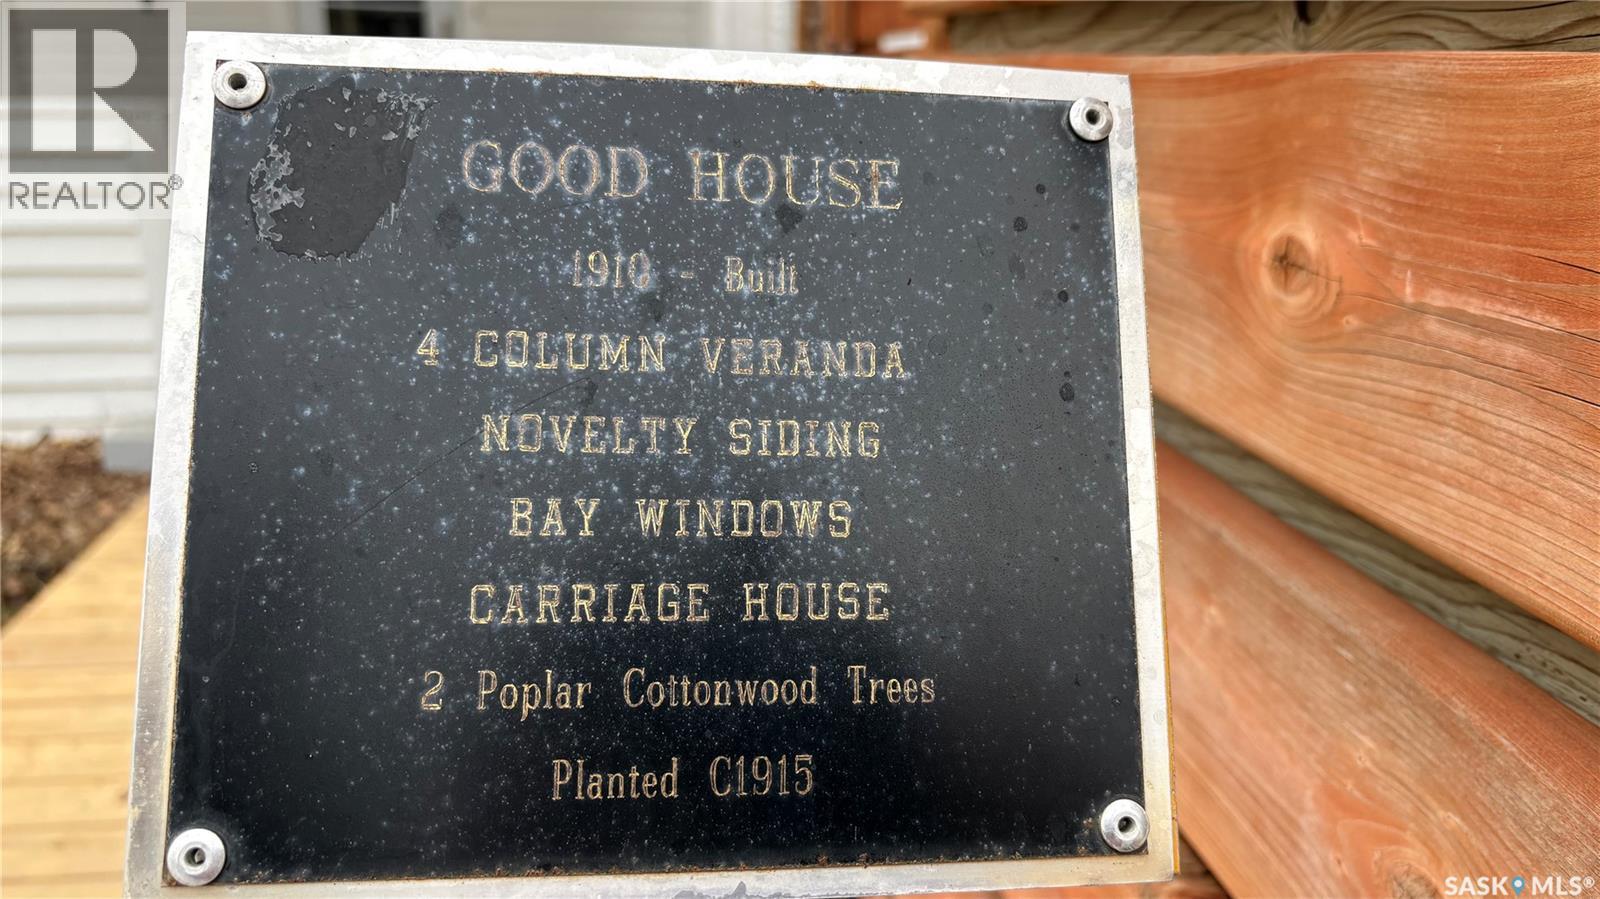 REALTOR®
GOOD HOUSE
1910 - Built
4 COLUMN VERANDA
NOVELTY SIDING
BAY WINDOWS
CARRIAGE HOUSE
2 Poplar Cottonwood Trees
Planted C1915
SASK MLS®